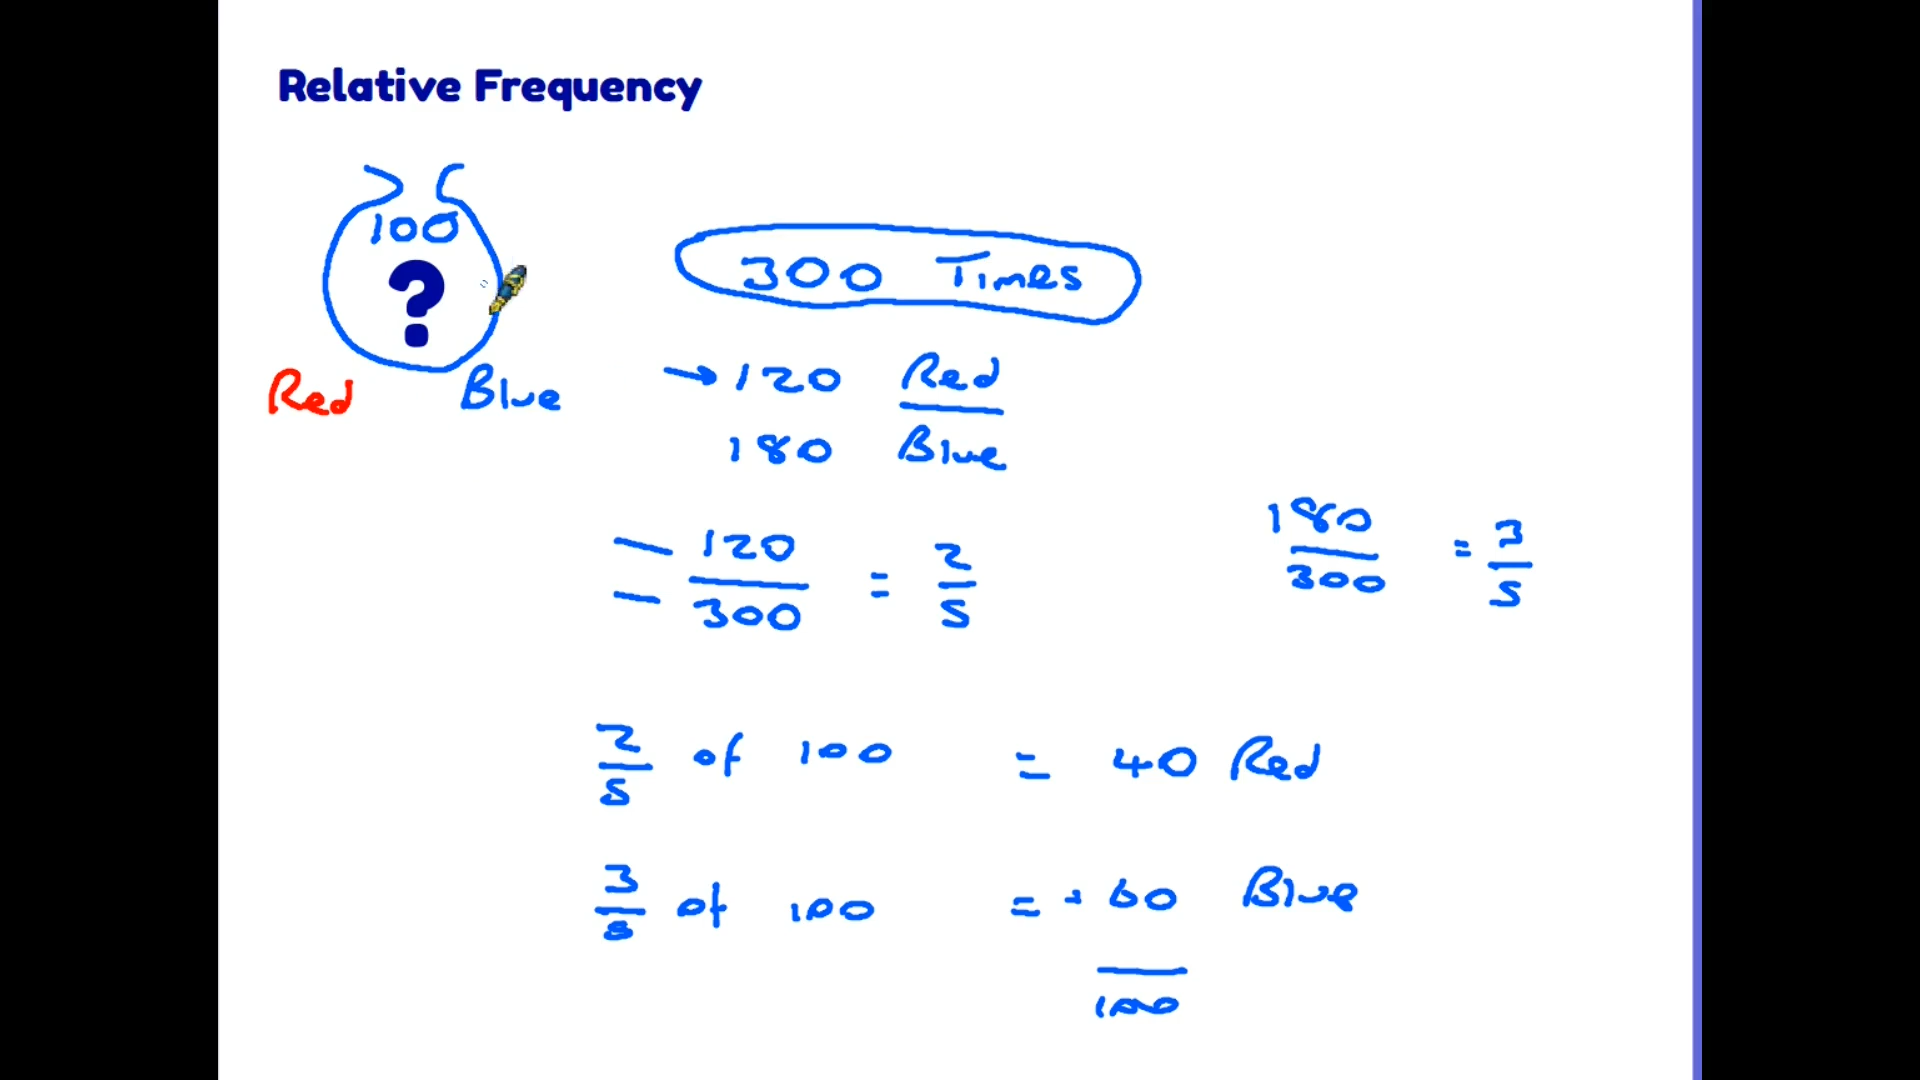 Relative Frequency
100
?
Red Blue
300 Times
→ 120 Red
180 Blue
120/300 = 2/5
180/300 = 3/5
2/5 of 100 = 40 Red
3/5 of 100 = + 60 Blue
100